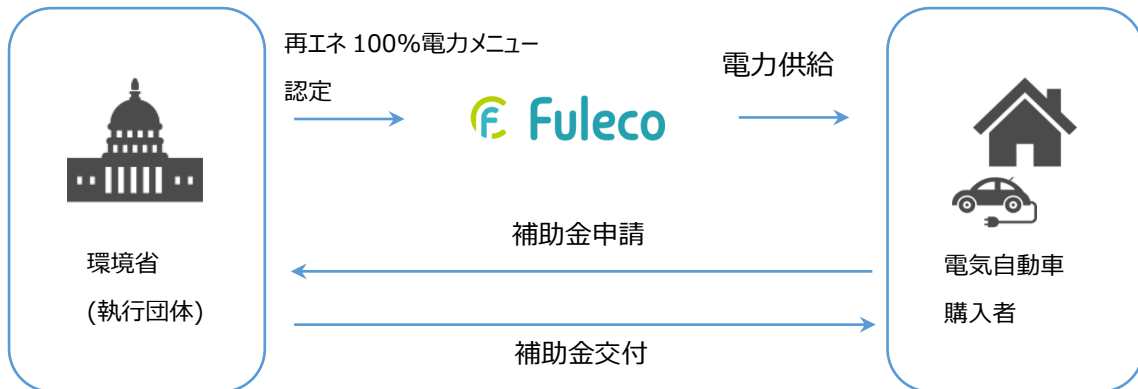 再エネ 100%電力メニュー
認定
Fuleco
電力供給
補助金申請
環境省
(執行団体)
電気自動車
購入者
補助金交付